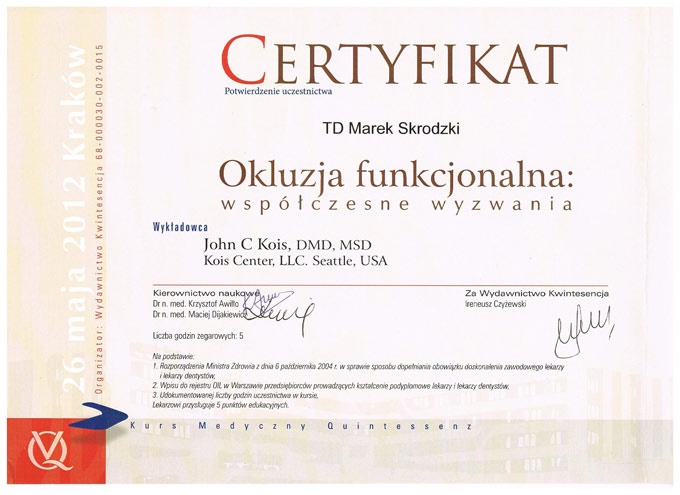 CERTYFIKAT
Potwierdzenie uczestnictwa
TD Marek Skrodzki
Okluzja funkcjonalna:
współczesne wyzwania
Wykładowca
John C Kois, DMD, MSD
Kois Center, LLC. Seattle, USA
Kierownictwo naukowe
Dr n. med. Krzysztof Awiłło
Dr n. med. Maciej Dijakiewicz
Za Wydawnictwo Kwintesencja
Ireneusz Czyżewski
Liczba godzin zegarowych: 5
Na podstawie:
1. Rozporządzenia Ministra Zdrowia z dnia 6 października 2004 r. w sprawie sposobu dopełniania obowiązku doskonalenia zawodowego lekarzy
i lekarzy dentystów,
2. Wpisu do rejestru OIL w Warszawie przedsiębiorców prowadzących kształcenie podyplomowe lekarzy i lekarzy dentystów,
3. Udokumentowanej liczby godzin uczestnictwa w kursie,
Lekarzowi przysługuje 5 punktów edukacyjnych.
Kurs Medyczny Quintessenz
26 maja 2012 Kraków
Organizator: Wydawnictwo Kwintesencja 68-000030-002-0015
VQ